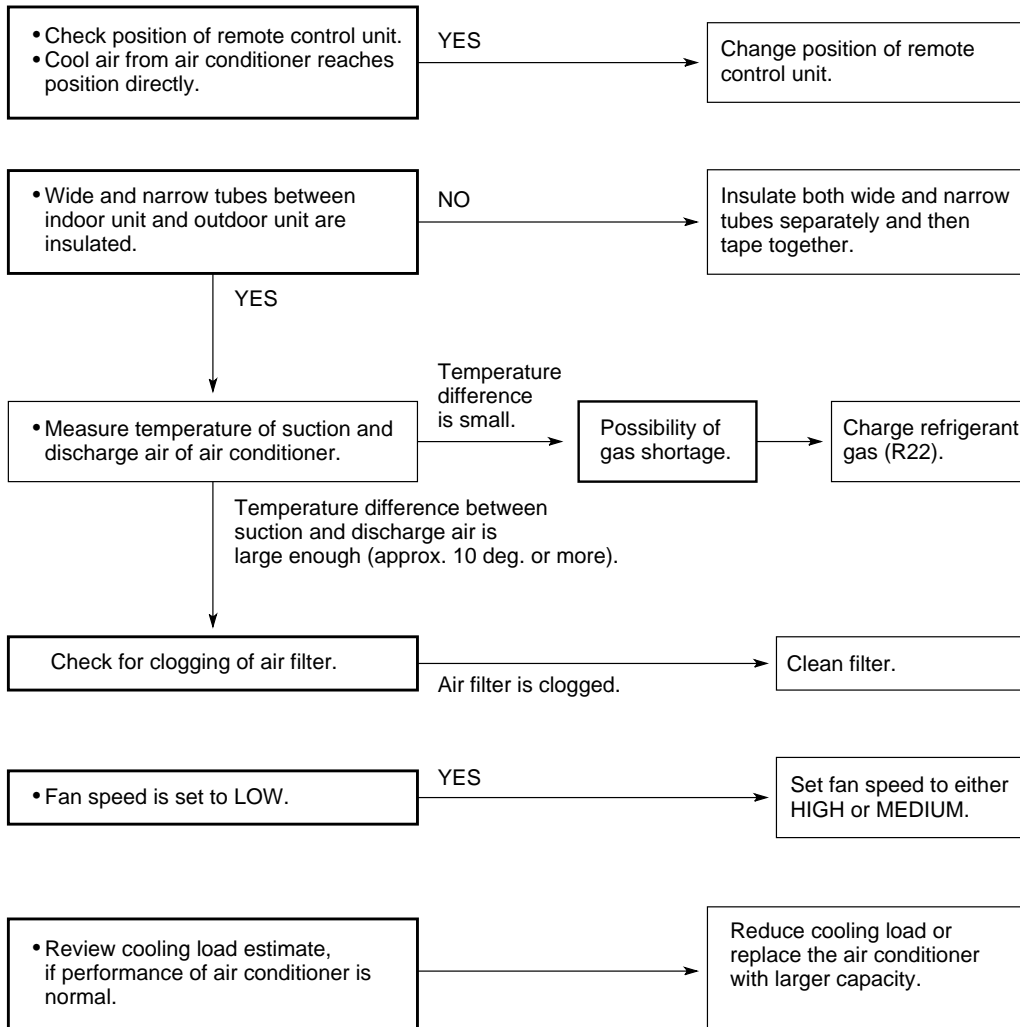 • Check position of remote control unit.
• Cool air from air conditioner reaches
position directly.
YES
Change position of remote
control unit.
• Wide and narrow tubes between
indoor unit and outdoor unit are
insulated.
NO
Insulate both wide and narrow
tubes separately and then
tape together.
YES
• Measure temperature of suction and
discharge air of air conditioner.
Temperature
difference
is small.
Possibility of
gas shortage.
Charge refrigerant
gas (R22).
Temperature difference between
suction and discharge air is
large enough (approx. 10 deg. or more).
Check for clogging of air filter.
Air filter is clogged.
Clean filter.
• Fan speed is set to LOW.
YES
Set fan speed to either
HIGH or MEDIUM.
• Review cooling load estimate,
if performance of air conditioner is
normal.
Reduce cooling load or
replace the air conditioner
with larger capacity.